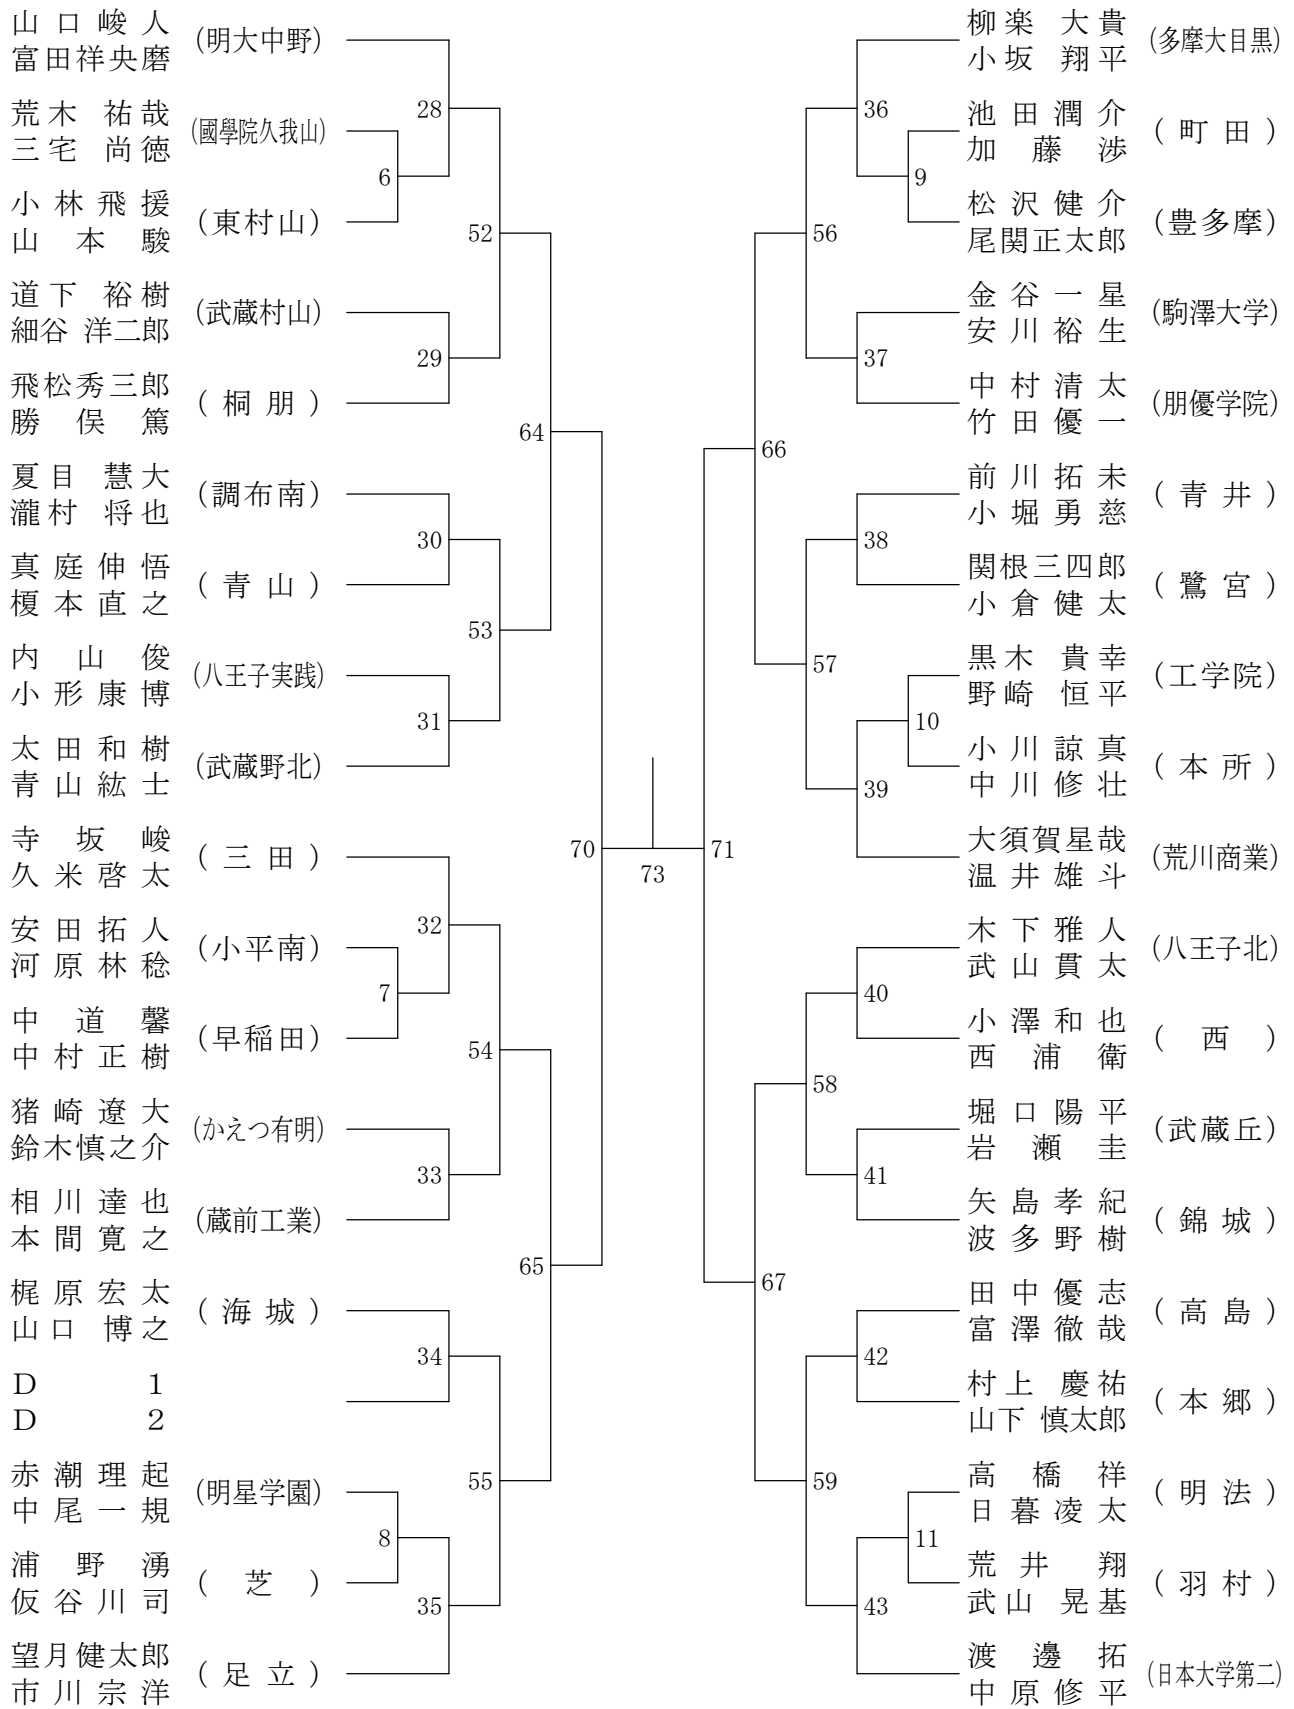 山口峻人
富田祥央磨
(明大中野)
荒木 祐哉
三宅 尚徳
(國學院久我山)
小林飛援
山本駿
(東村山)
道下 裕樹
細谷 洋二郎
(武蔵村山)
飛松秀三郎
勝俣篤
(桐朋)
夏目 慧大
瀧村 将也
(調布南)
真庭伸悟
榎本直之
(青山)
内山俊
小形康博
(八王子実践)
太田和樹
青山紘士
(武蔵野北)
寺坂峻
久米啓太
(三田)
安田拓人
河原林稔
(小平南)
中道馨
中村正樹
(早稲田)
猪崎遼大
鈴木慎之介
(かえつ有明)
相川達也
本間寛之
(蔵前工業)
梶原宏太
山口 博之
(海城)
D 1
D 2
赤潮理起
中尾一規
(明星学園)
浦野湧
仮谷川司
(芝)
望月健太郎
市川宗洋
(足立)
6
7
8
28
29
30
31
32
33
34
35
52
53
54
55
64
65
70
73
71
66
67
56
57
58
59
36
37
38
39
40
41
42
43
9
10
11
柳楽 大貴
小坂 翔平
(多摩大目黒)
池田潤介
加藤渉
(町田)
松沢健介
尾関正太郎
(豊多摩)
金谷一星
安川裕生
(駒澤大学)
中村清太
竹田優一
(朋優学院)
前川拓未
小堀勇慈
(青井)
関根三四郎
小倉健太
(鷺宮)
黒木 貴幸
野崎 恒平
(工学院)
小川諒真
中川修壮
(本所)
大須賀星哉
温井雄斗
(荒川商業)
木下雅人
武山貫太
(八王子北)
小澤和也
西浦衛
(西)
堀口陽平
岩瀬圭
(武蔵丘)
矢島孝紀
波多野樹
(錦城)
田中優志
富澤徹哉
(高島)
村上 慶祐
山下 慎太郎
(本郷)
高橋祥
日暮凌太
(明法)
荒井翔
武山 晃基
(羽村)
渡邊拓
中原修平
(日本大学第二)